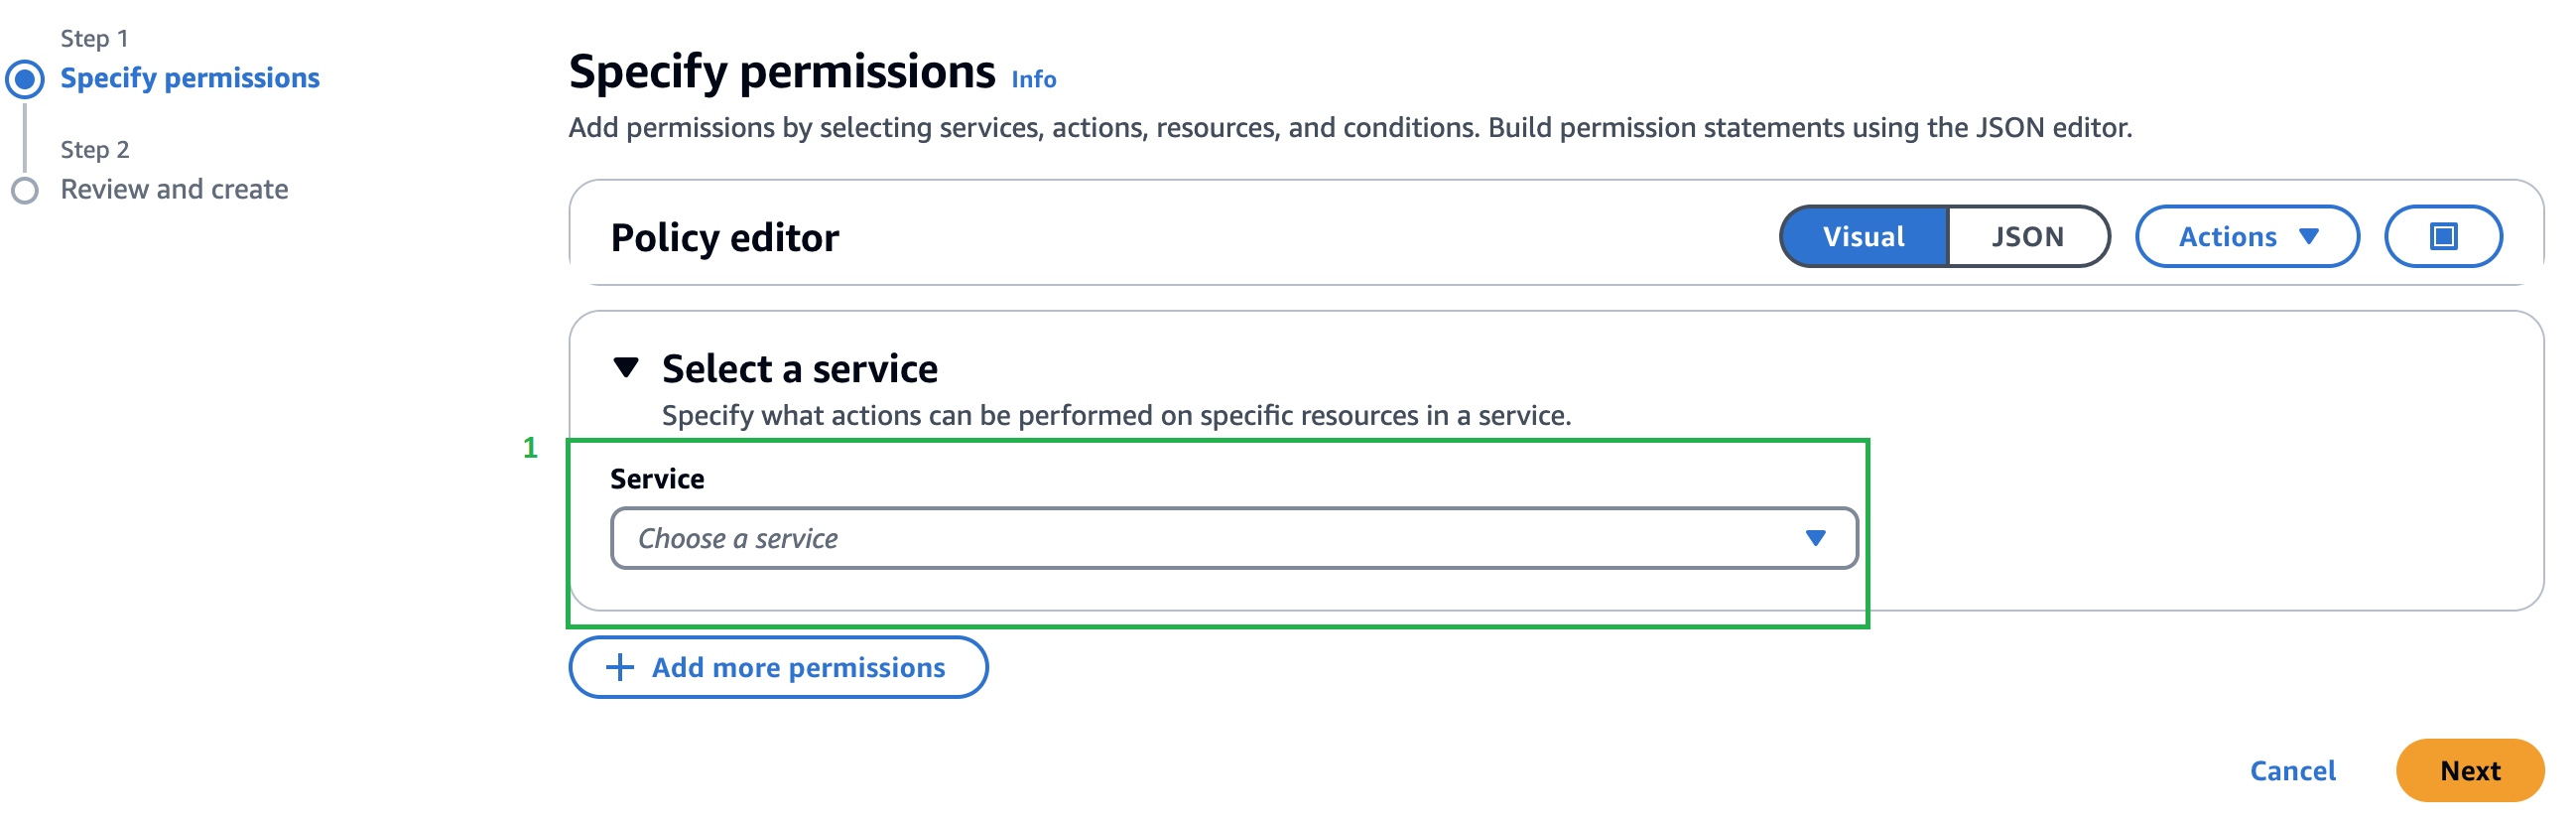 Step 1
Specify permissions
Step 2
Review and create
Specify permissions Info
Add permissions by selecting services, actions, resources, and conditions. Build permission statements using the JSON editor.
Policy editor
Visual JSON Actions
Select a service
Specify what actions can be performed on specific resources in a service.
1
Service
Choose a service
Add more permissions
Cancel Next